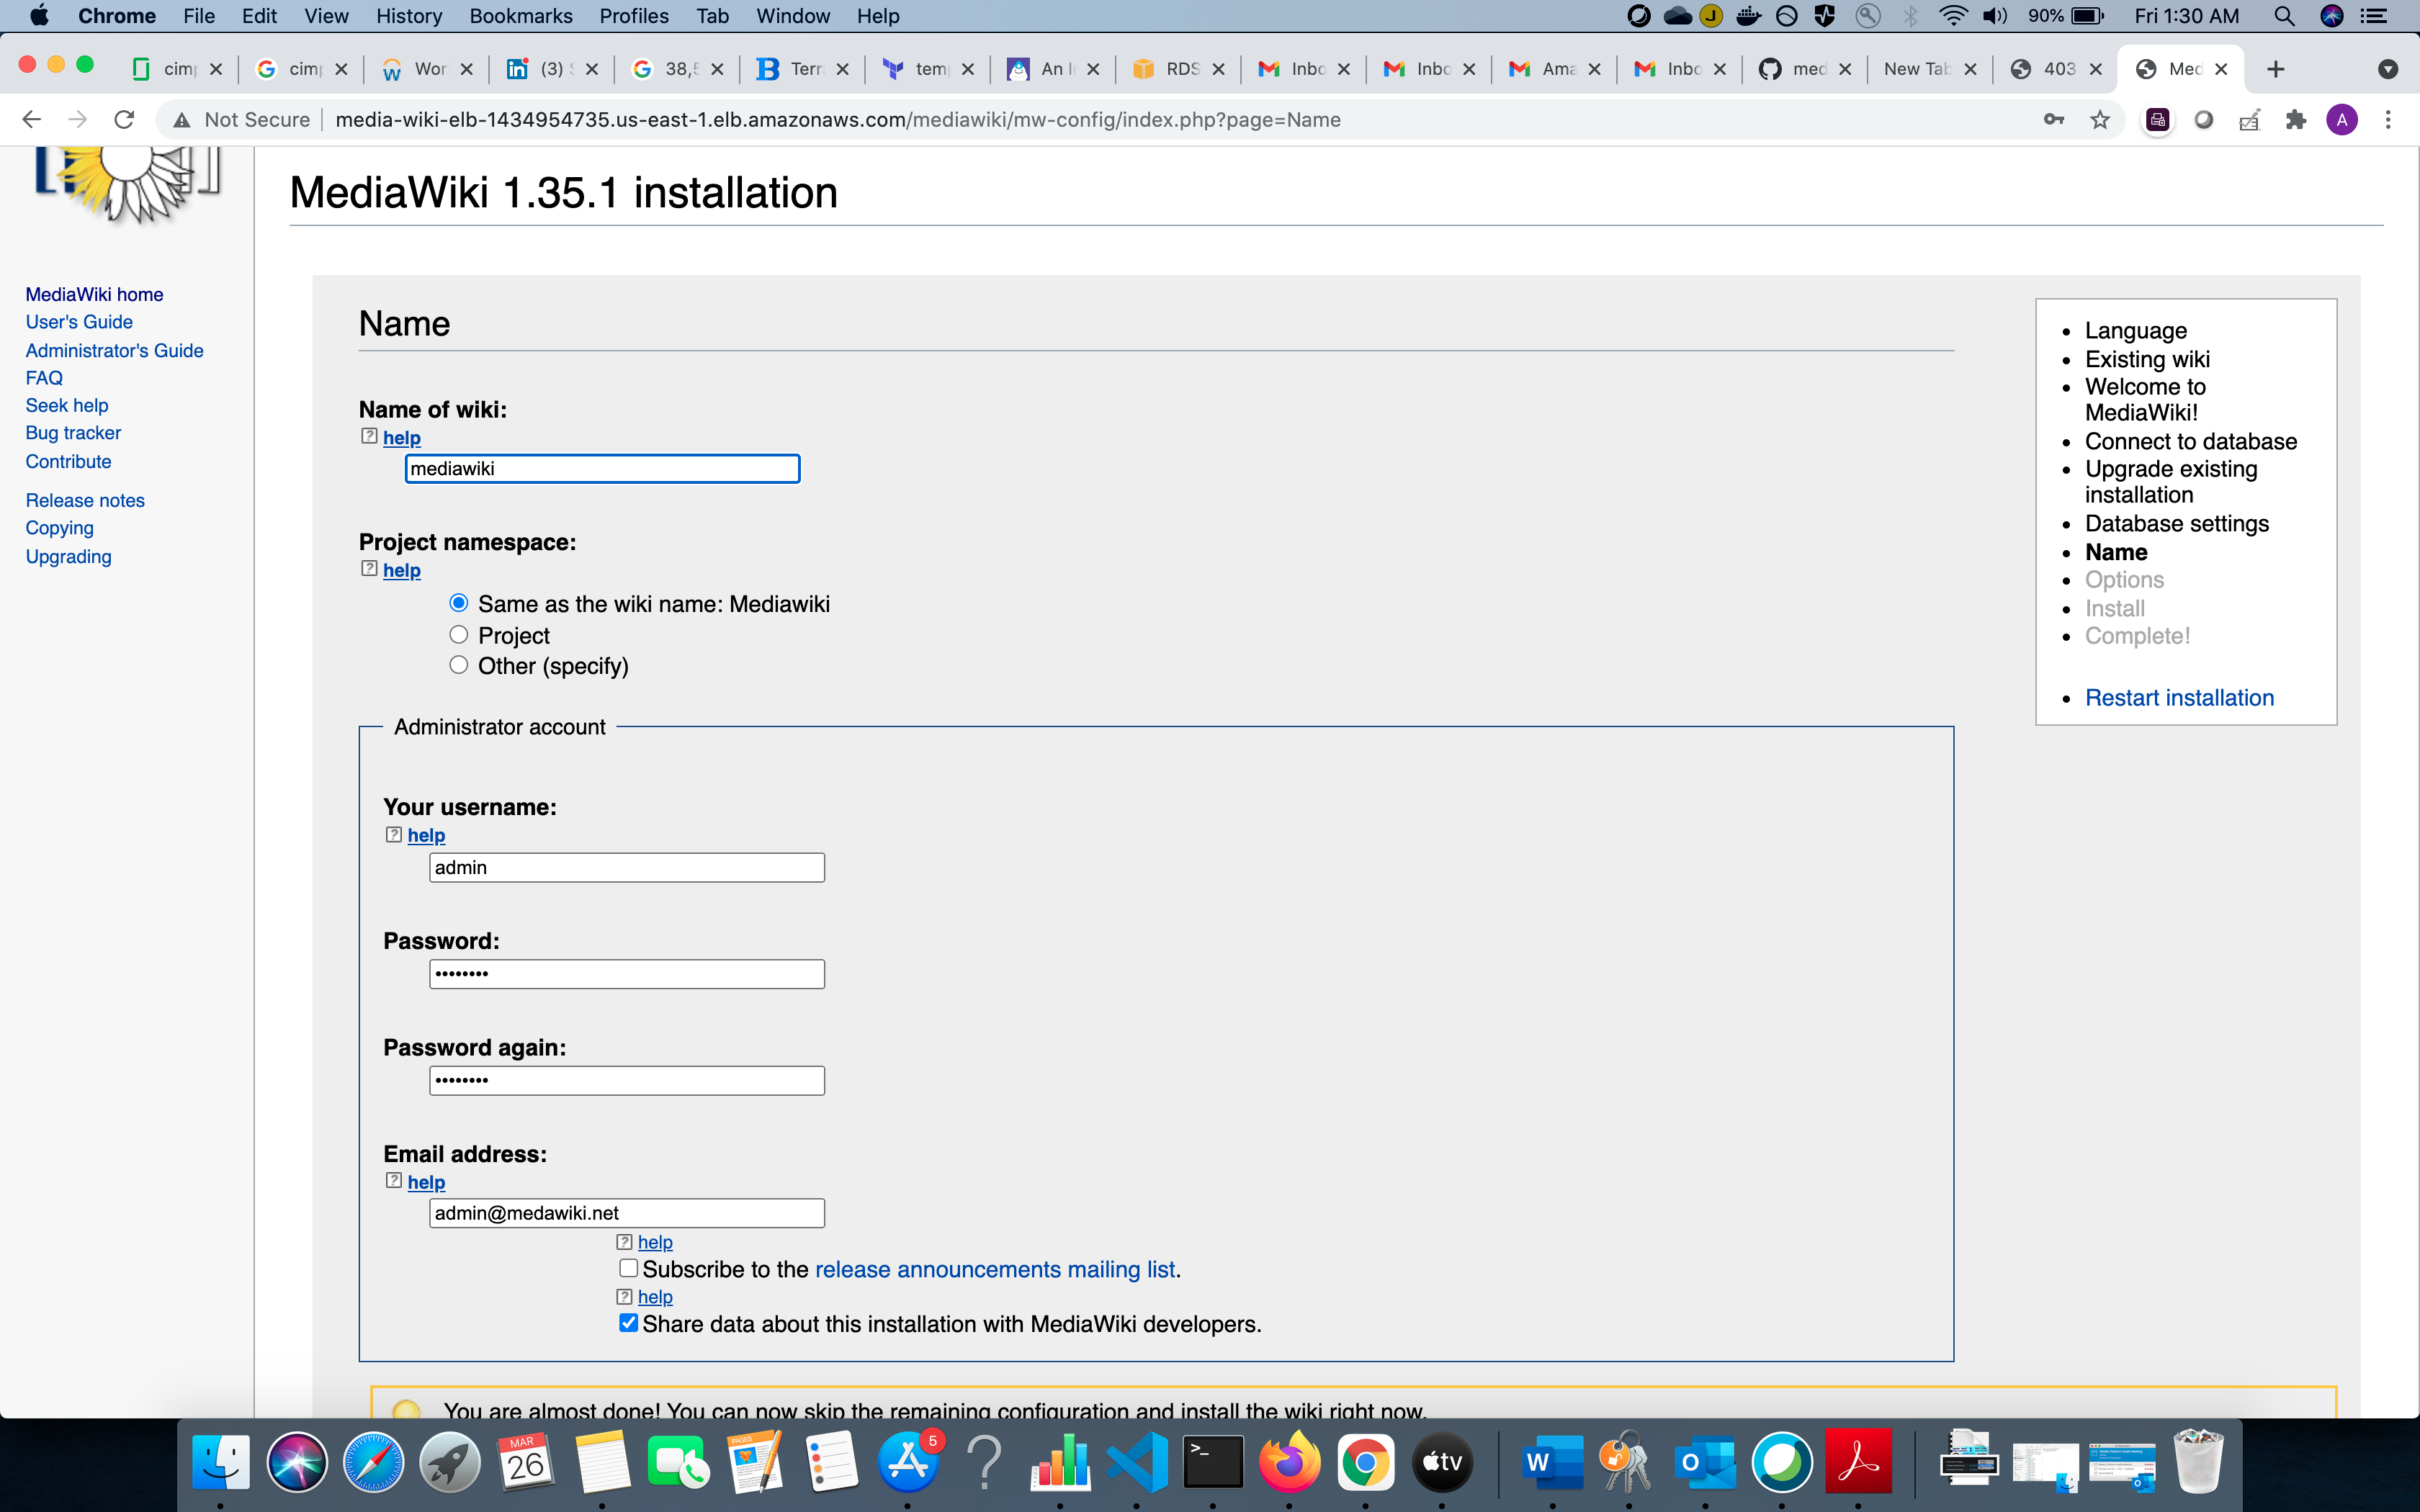 Chrome File Edit View History Bookmarks Profiles Tab Window Help
J 90% Fri 1:30 AM
cimp cimp Wor (3) 38,5 Terr tem An RDS Inbo Inbo Ama Inbo med New Tab 403 Med
Not Secure media-wiki-elb-1434954735.us-east-1.elb.amazonaws.com/mediawiki/mw-config/index.php?page=Name A
MediaWiki 1.35.1 installation
MediaWiki home
User's Guide
Administrator's Guide
FAQ
Seek help
Bug tracker
Contribute
Release notes
Copying
Upgrading
Name
Name of wiki:
help
mediawiki
Project namespace:
help
Same as the wiki name: Mediawiki
Project
Other (specify)
Administrator account
Your username:
help
admin
Password:
••••••••
Password again:
••••••••
Email address:
help
admin@medawiki.net
help
Subscribe to the release announcements mailing list.
help
Share data about this installation with MediaWiki developers.
You are almost done! You can now skip the remaining configuration and install the wiki right now.
Language
Existing wiki
Welcome to
MediaWiki!
Connect to database
Upgrade existing
installation
Database settings
Name
Options
Install
Complete!
Restart installation
MAR
26
PAGES
5
tv
W
O